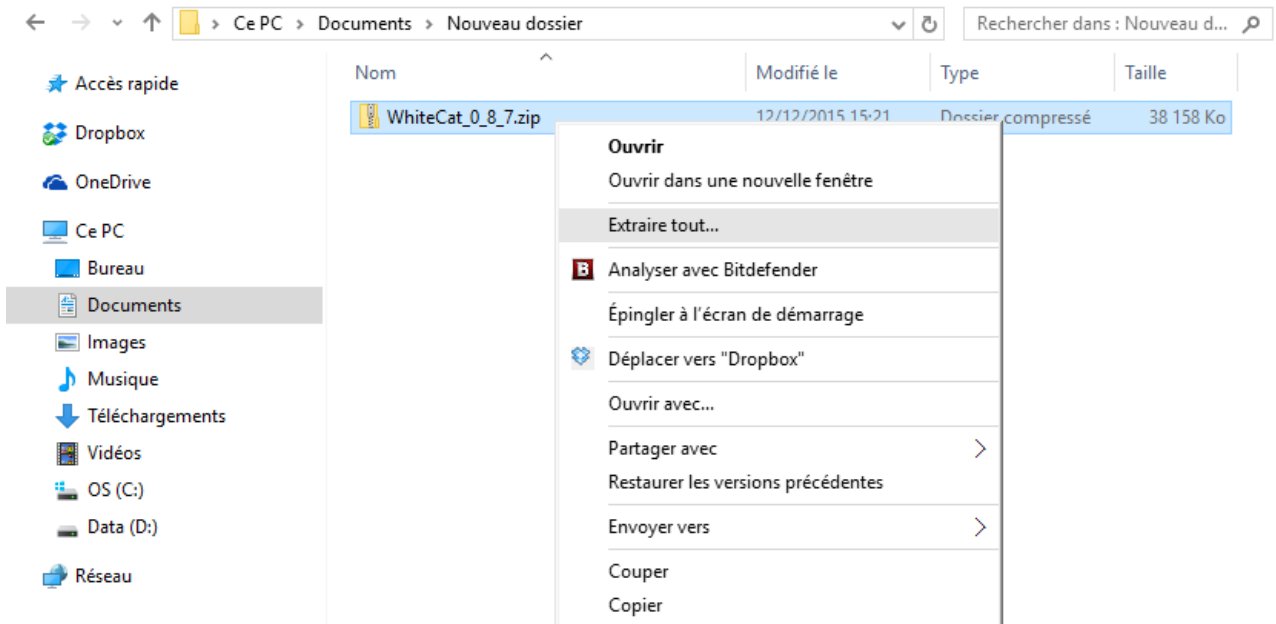 Ce PC > Documents > Nouveau dossier
Rechercher dans : Nouveau d...
Nom Modifié le Type Taille
Accès rapide
Dropbox
OneDrive
Ce PC
Bureau
Documents
Images
Musique
Téléchargements
Vidéos
OS (C:)
Data (D:)
Réseau
WhiteCat_0_8_7.zip 12/12/2015 15:21 Dossier compressé 38 158 Ko
Ouvrir
Ouvrir dans une nouvelle fenêtre
Extraire tout...
Analyser avec Bitdefender
Épingler à l'écran de démarrage
Déplacer vers "Dropbox"
Ouvrir avec...
Partager avec
Restaurer les versions précédentes
Envoyer vers
Couper
Copier